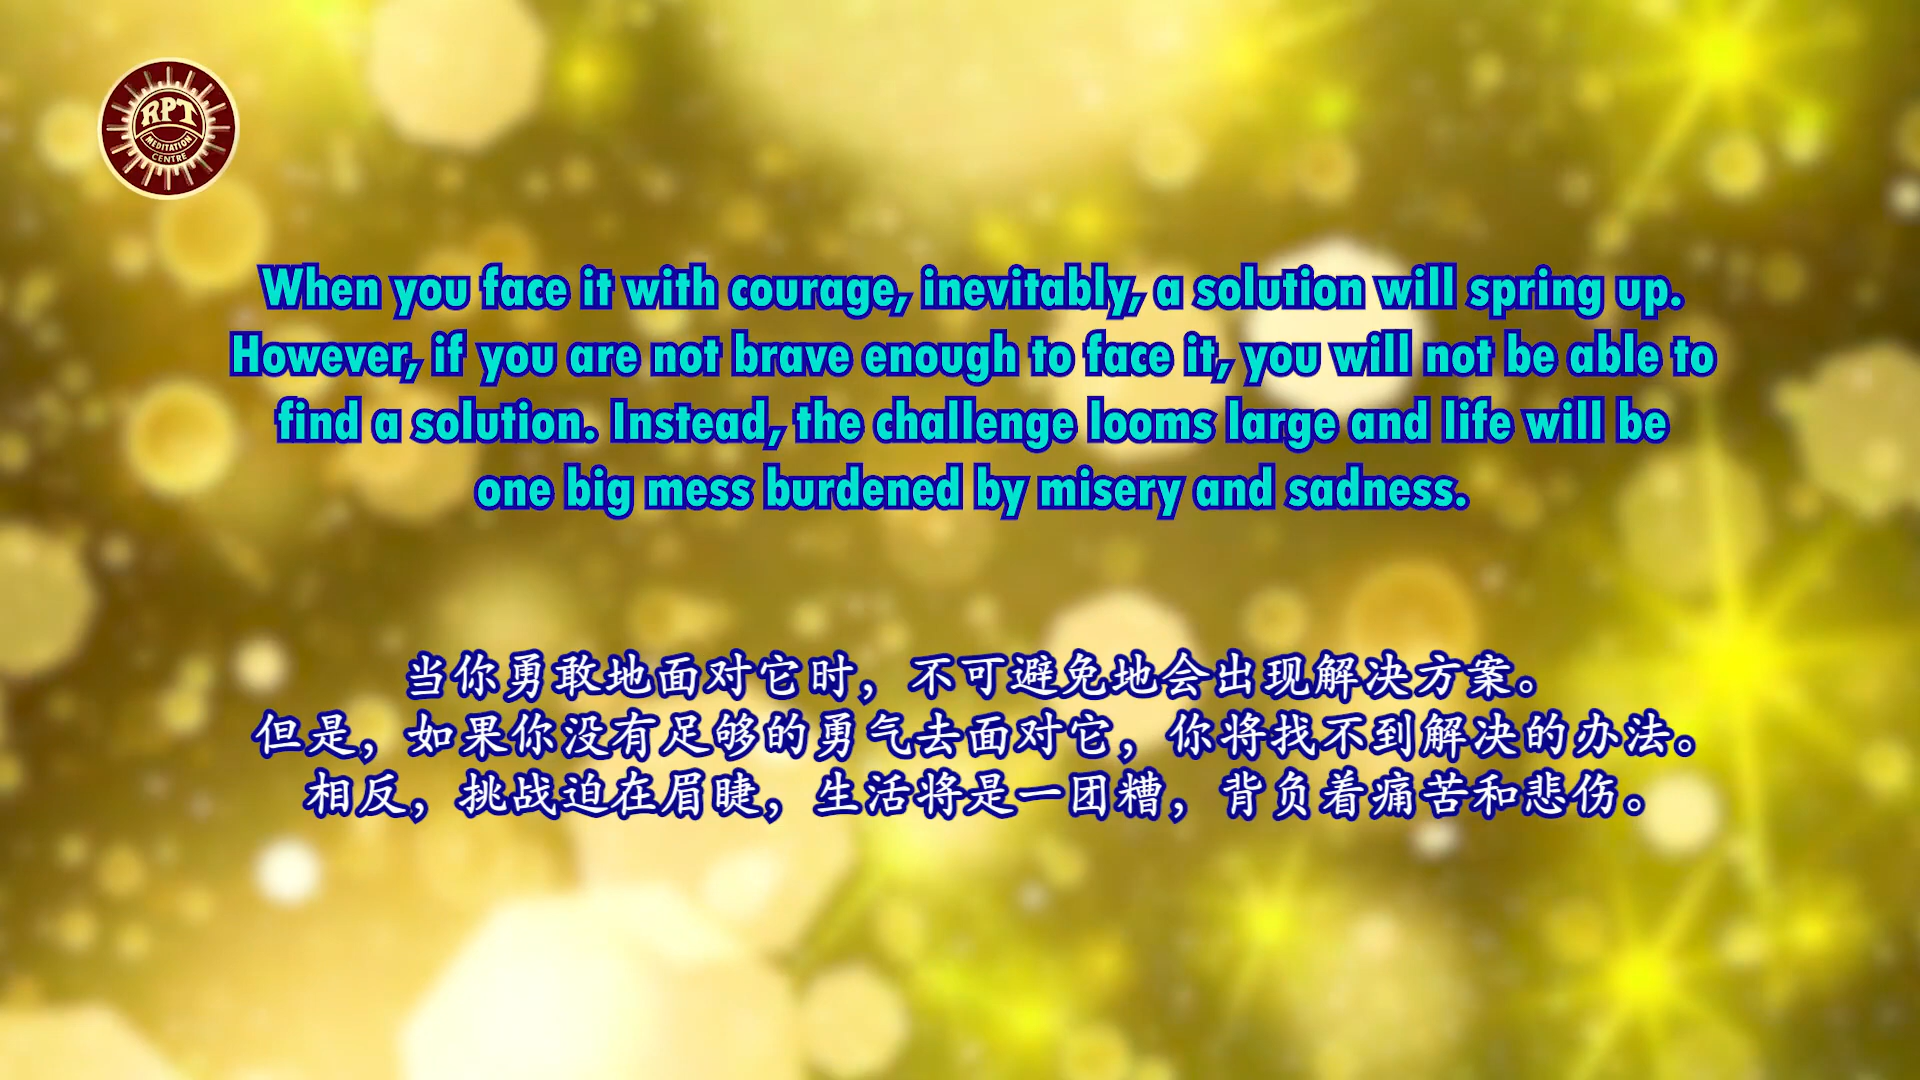 RPT
MEDITATION
CENTRE
When you face it with courage, inevitably, a solution will spring up.
However, if you are not brave enough to face it, you will not be able to
find a solution. Instead, the challenge looms large and life will be
one big mess burdened by misery and sadness.
当你勇敢地面对它时，不可避免地会出现解决方案。
但是，如果你没有足够的勇气去面对它，你将找不到解决的办法。
相反，挑战迫在眉睫，生活将是一团糟，背负着痛苦和悲伤。